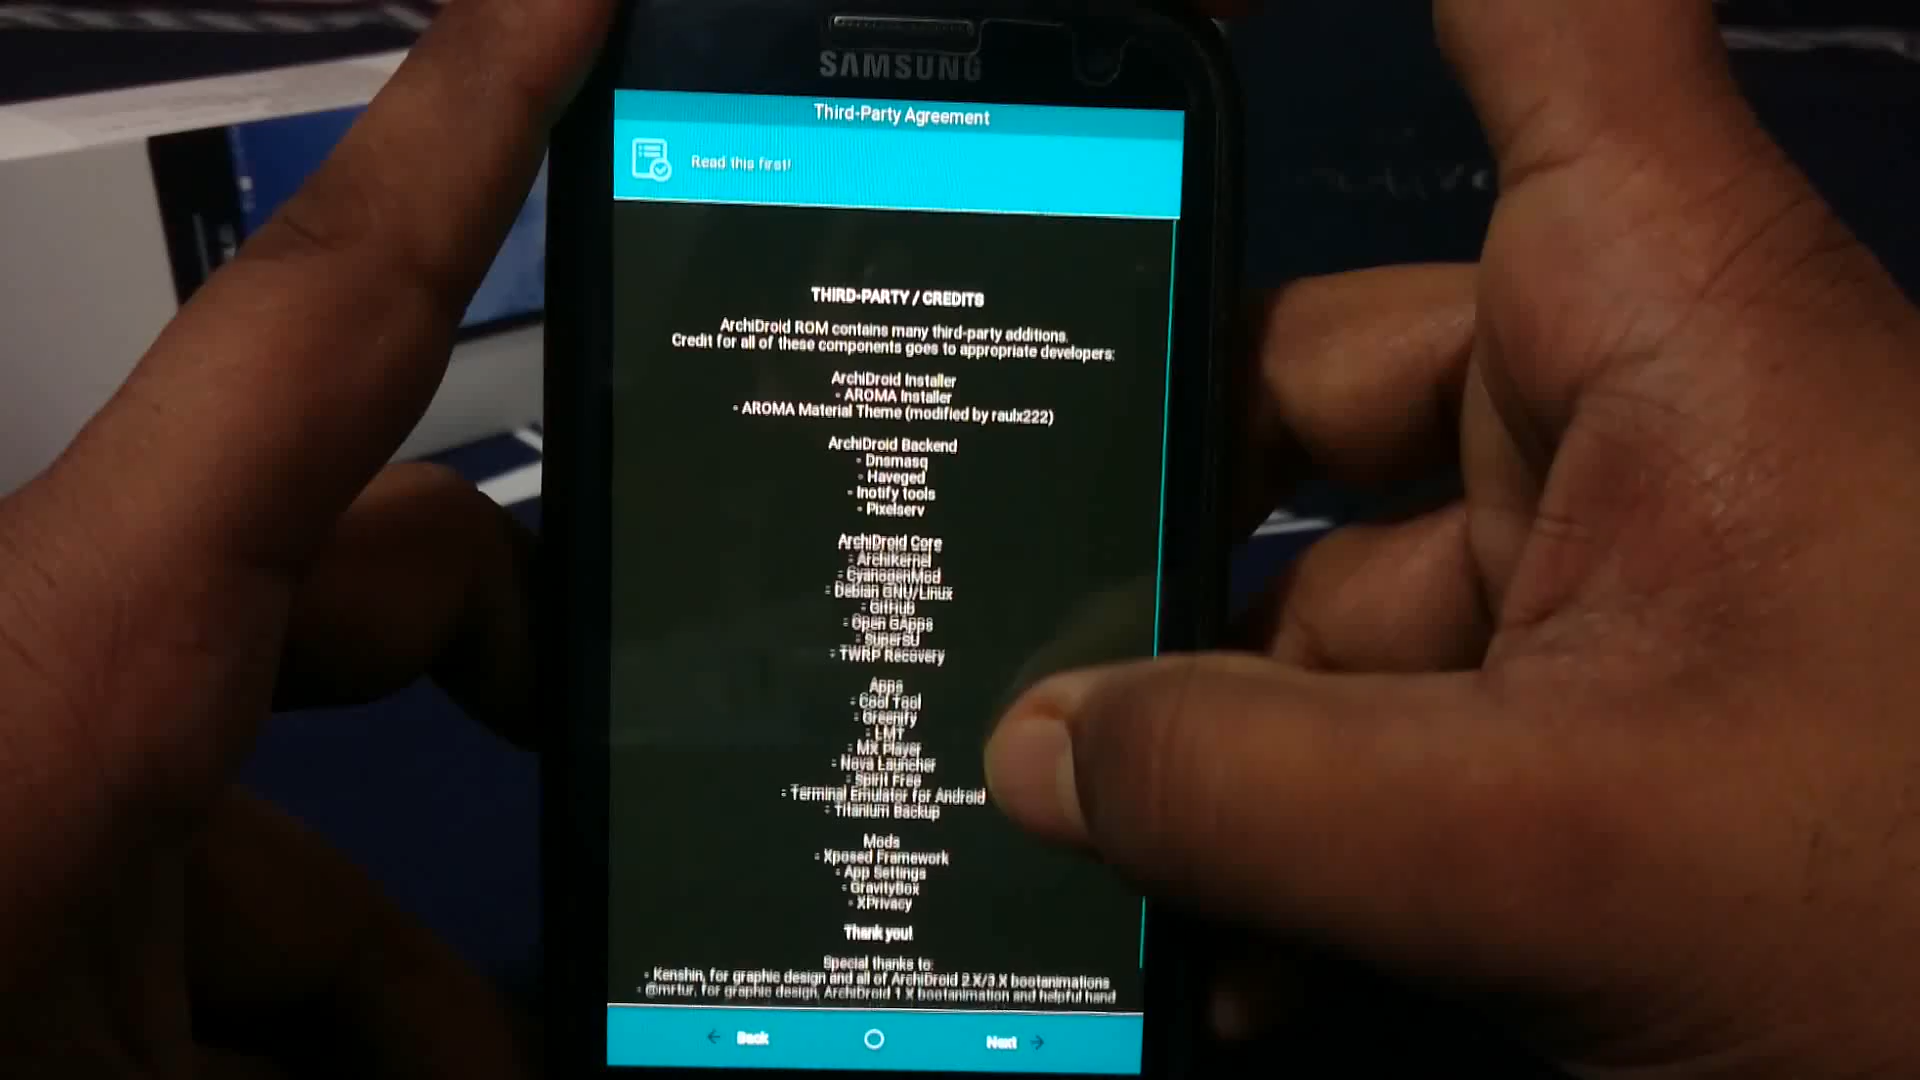 SAMSUNG
Third-Party Agreement
Read this first!
THIRD-PARTY / CREDITS
ArchiDroid ROM contains many third-party additions.
Credit for all of these components goes to appropriate developers:
ArchiDroid Installer
- AROMA Installer
- AROMA Material Theme (modified by raulx222)
ArchiDroid Backend
- Dnsmasq
- Haveged
- Inotify tools
- Pixelserv
ArchiDroid Core
- ArchiKernel
- CyanogenMod
- Debian GNU/Linux
- GitHub
- Open GApps
- SuperSU
- TWRP Recovery
Apps
- Cool Tool
- Greenify
- LMT
- MX Player
- Nova Launcher
- Spirit Free
- Terminal Emulator for Android
- Titanium Backup
Mods
- Xposed Framework
- App Settings
- GravityBox
- XPrivacy
Thank you!
Special thanks to:
- Kenshin, for graphic design and all of ArchiDroid 2.X/3.X bootanimations
- @mrtur, for graphic design, ArchiDroid 1.X bootanimation and helpful hand
Back
Next